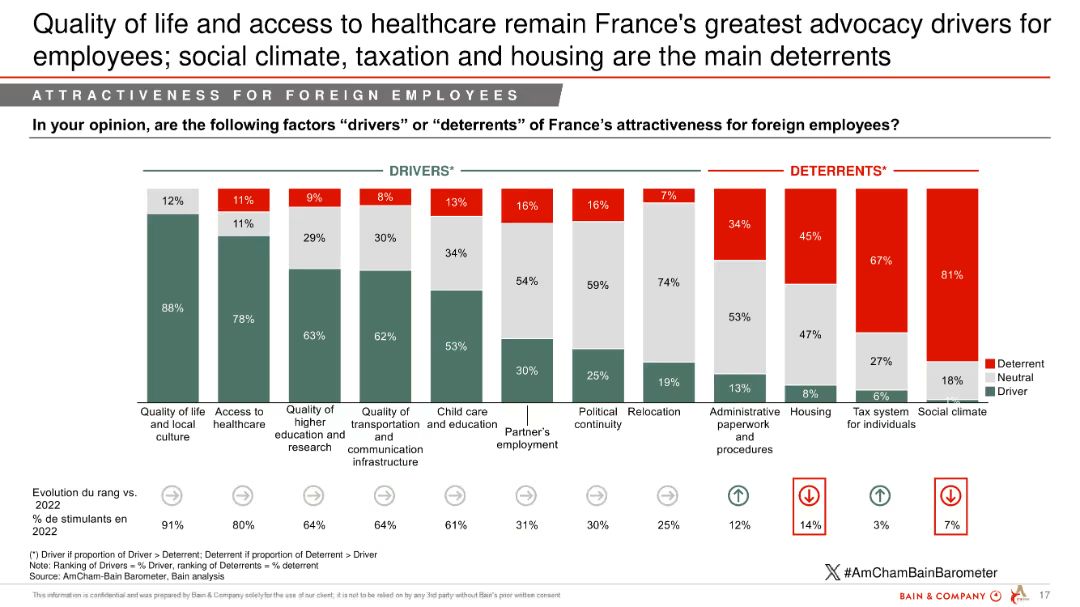 Quality of life and access to healthcare remain France's greatest advocacy drivers for
employees; social climate, taxation and housing are the main deterrents
ATTRACTIVENESS FOR FOREIGN EMPLOYEES
In your opinion, are the following factors “drivers” or “deterrents” of France’s attractiveness for foreign employees?
DRIVERS*
DETERRENTS*
12%
88%
11%
11%
78%
9%
29%
63%
8%
30%
62%
13%
34%
53%
16%
54%
30%
16%
59%
25%
7%
74%
19%
34%
53%
13%
45%
47%
8%
67%
27%
6%
81%
18%
1%
Deterrent
Neutral
Driver
Quality of life
and local
culture
Access to
healthcare
Quality of
higher
education and
research
Quality of
transportation
and
communication
infrastructure
Child care
and education
Partner’s
employment
Political
continuity
Relocation
Administrative
paperwork
and
procedures
Housing
Tax system
for individuals
Social climate
Evolution du rang vs.
2022
% de stimulants en
2022
91%
80%
64%
64%
61%
31%
30%
25%
12%
14%
3%
7%
(*) Driver if proportion of Driver > Deterrent; Deterrent if proportion of Deterrent > Driver
Note: Ranking of Drivers = % Driver, ranking of Deterrents = % deterrent
Source: AmCham-Bain Barometer, Bain analysis
X #AmChamBainBarometer
This information is confidential and was prepared by Bain & Company solely for the use of our client; it is not to be relied on by any 3rd party without Bain's prior written consent
BAIN & COMPANY
17